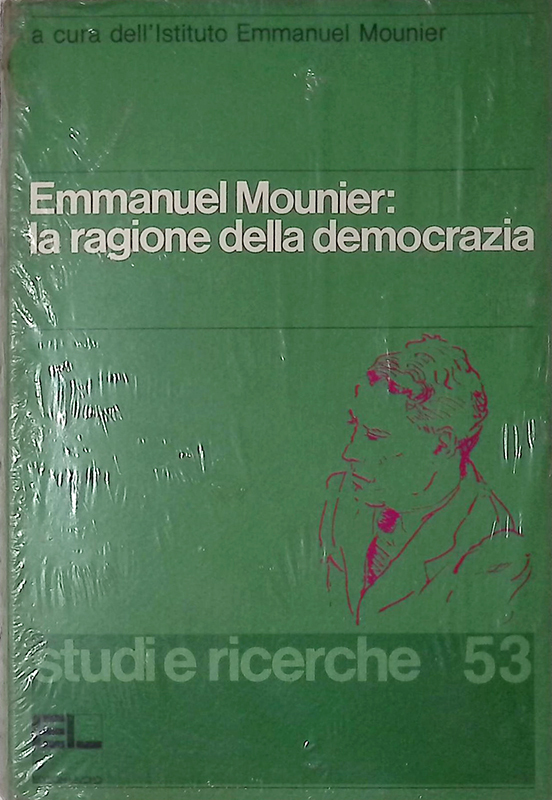 a cura dell'Istituto Emmanuel Mounier
Emmanuel Mounier:
la ragione della democrazia
studi e ricerche 53
EL